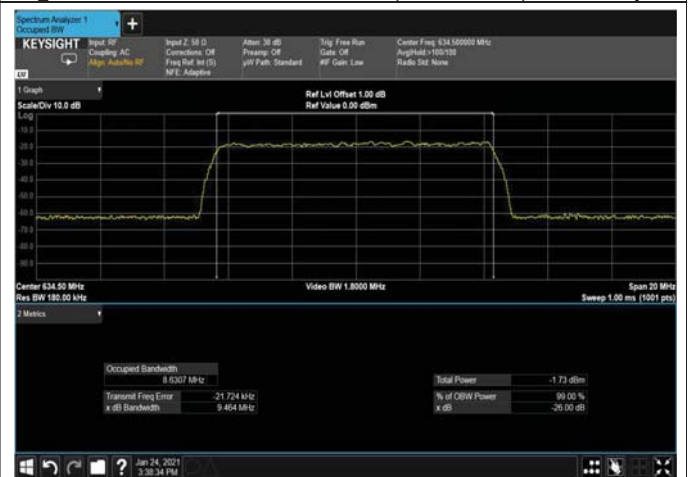 Spectrum Analyzer 1
Occupied BW
KEYSIGHT
Input: RF
Coupling: AC
Align: Auto/No RF
Input Z: 50 Ω
Corrections: Off
Freq Ref: Int (S)
NFE: Adaptive
Atten: 30 dB
Preamp: Off
µW Path: Standard
Trig: Free Run
Gate: Off
#IF Gain: Low
Center Freq: 634.500000 MHz
Avg|Hold:>100/100
Radio Std: None
LVI
1 Graph
Scale/Div 10.0 dB
Ref Lvl Offset 1.00 dB
Ref Value 0.00 dBm
Log
-10.0
-20.0
-30.0
-40.0
-50.0
-60.0
-70.0
-80.0
-90.0
Center 634.50 MHz
Res BW 180.00 kHz
Video BW 1.8000 MHz
Span 20 MHz
Sweep 1.00 ms (1001 pts)
2 Metrics
Occupied Bandwidth
8.6307 MHz
Transmit Freq Error -21.724 kHz
x dB Bandwidth 9.464 MHz
Total Power -1.73 dBm
% of OBW Power 99.00 %
x dB -26.00 dB
Jan 24, 2021
3:38:34 PM